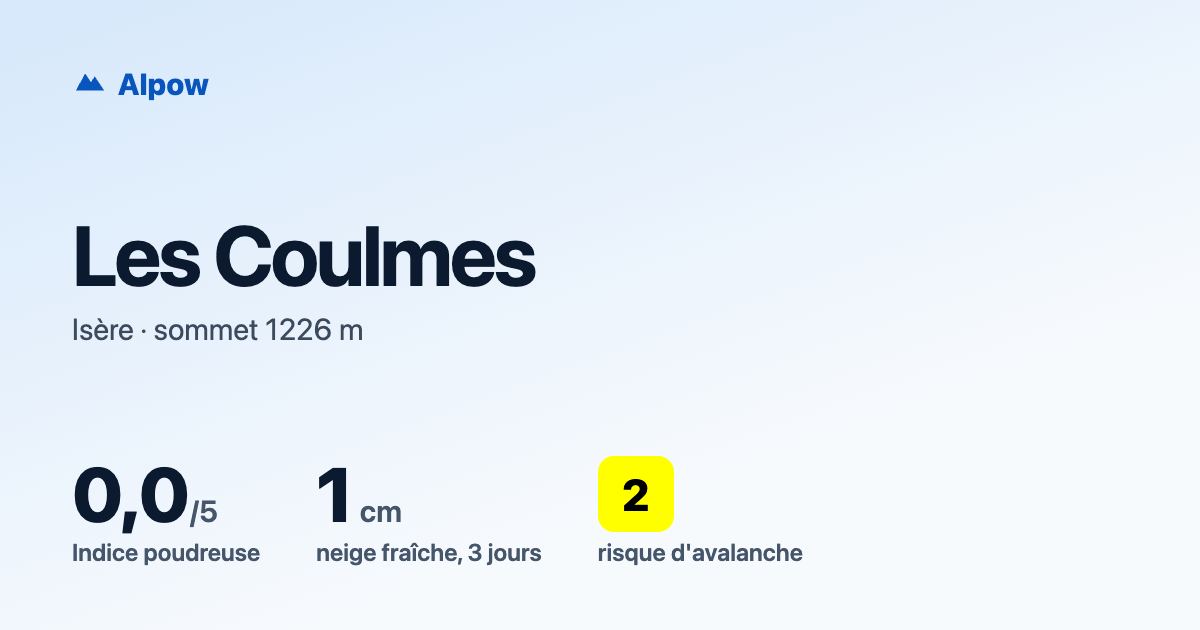 Alpow
Les Coulmes
Isère · sommet 1226 m
0,0/5
Indice poudreuse
1 cm
neige fraîche, 3 jours
2
risque d'avalanche